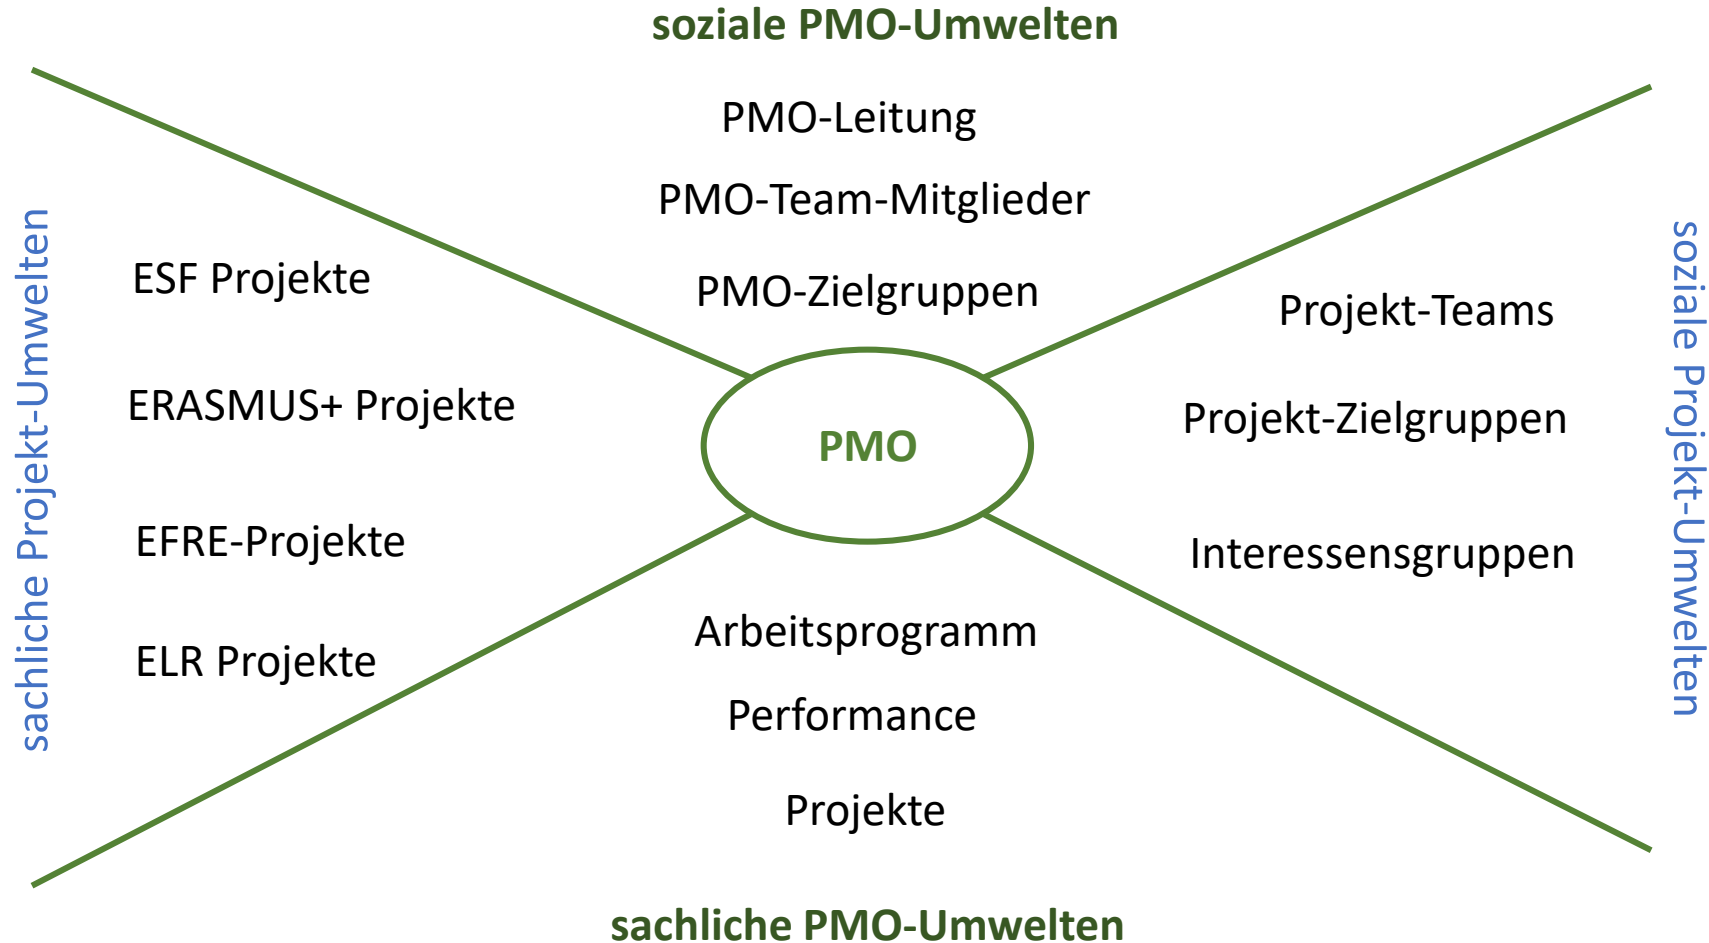 soziale PMO-Umwelten
PMO-Leitung
PMO-Team-Mitglieder
PMO-Zielgruppen
sachliche Projekt-Umwelten
ESF Projekte
ERASMUS+ Projekte
EFRE-Projekte
ELR Projekte
PMO
Projekt-Teams
Projekt-Zielgruppen
Interessensgruppen
soziale Projekt-Umwelten
Arbeitsprogramm
Performance
Projekte
sachliche PMO-Umwelten